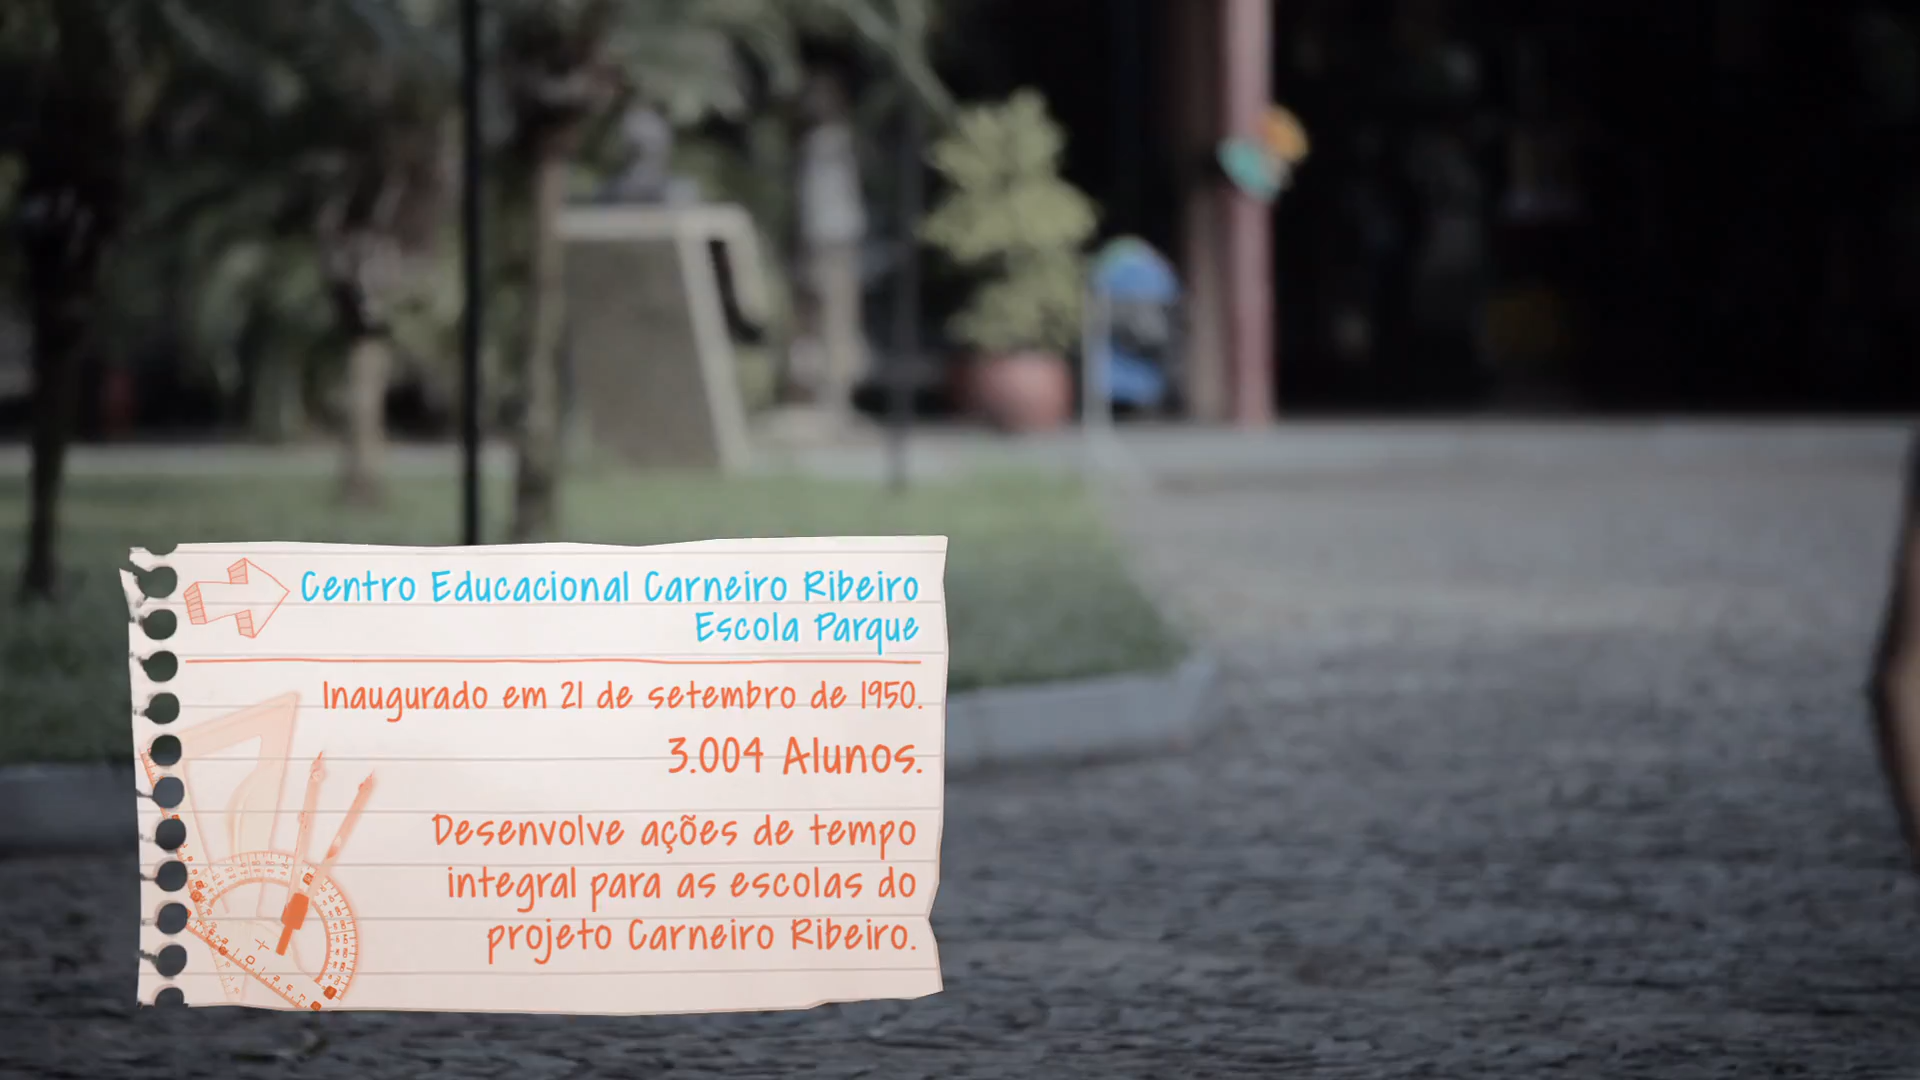 Centro Educacional Carneiro Ribeiro
Escola Parque
Inaugurado em 21 de setembro de 1950.
3.004 Alunos.
Desenvolve ações de tempo
integral para as escolas do
projeto Carneiro Ribeiro.